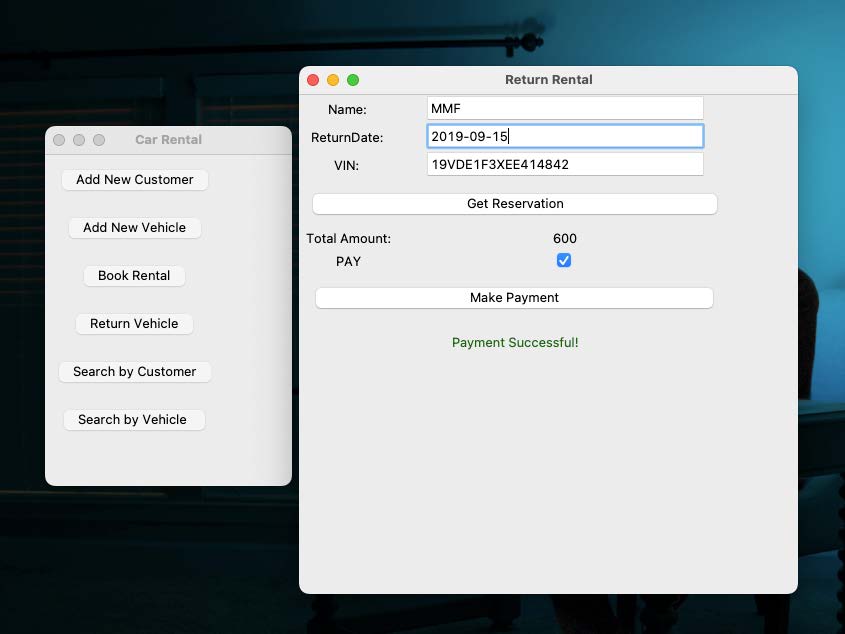 Car Rental
Add New Customer
Add New Vehicle
Book Rental
Return Vehicle
Search by Customer
Search by Vehicle
Return Rental
Name: MMF
ReturnDate: 2019-09-15
VIN: 19VDE1F3XEE414842
Get Reservation
Total Amount: 600
PAY
Make Payment
Payment Successful!